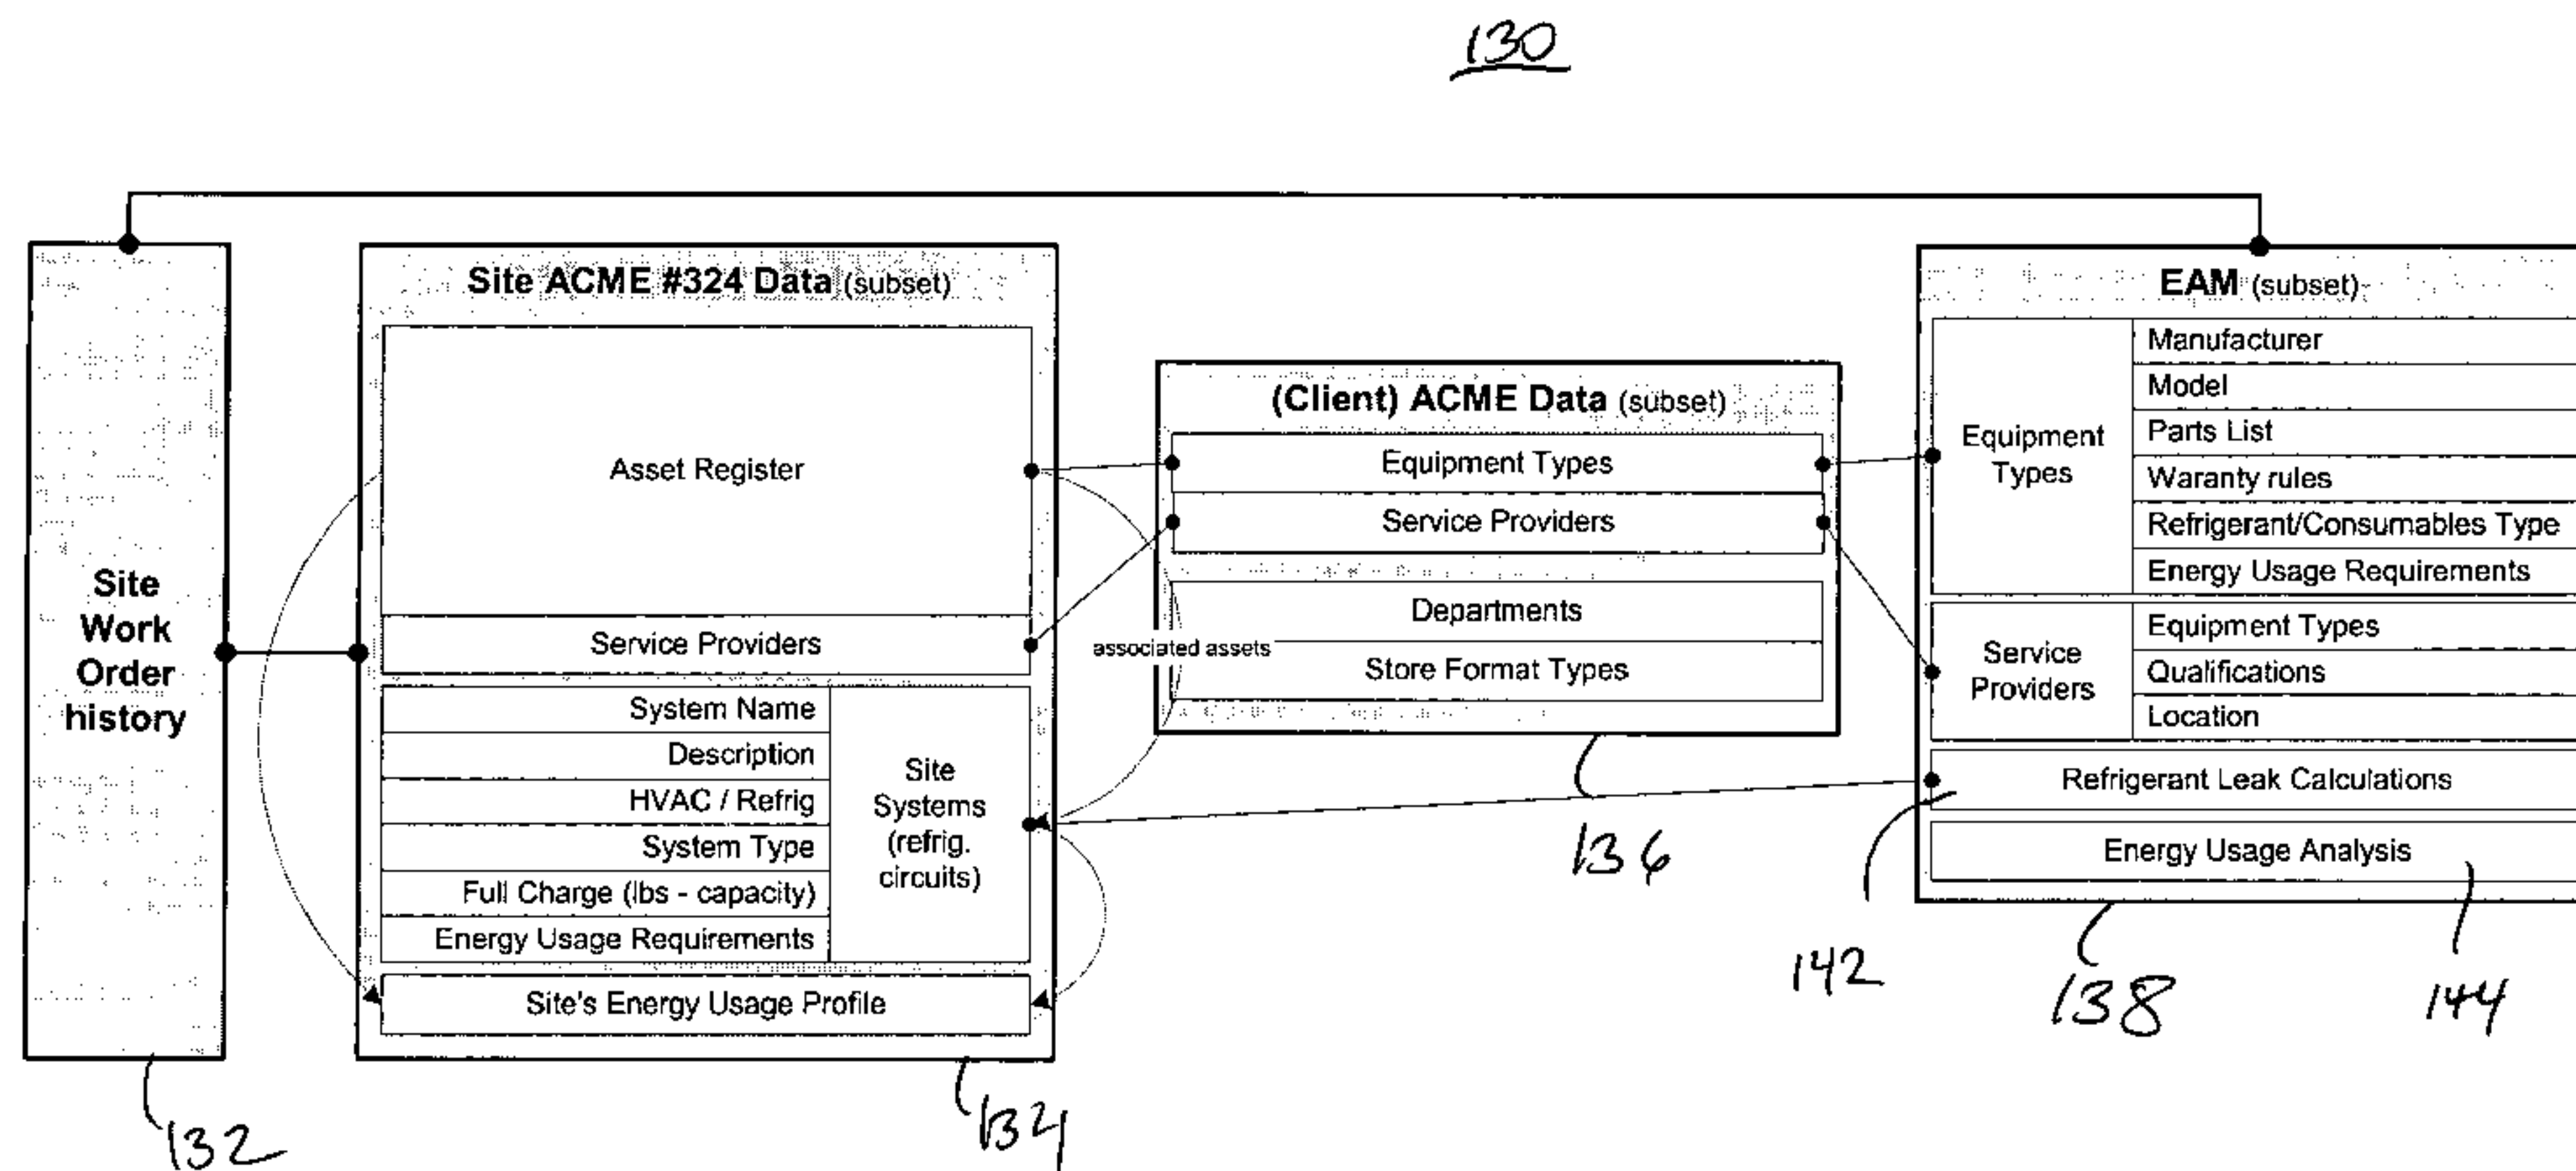 130
Site
Work
Order
history
Site ACME #324 Data (subset)
Asset Register
Service Providers
System Name
Description
HVAC / Refrig
System Type
Full Charge (lbs - capacity)
Energy Usage Requirements
Site
Systems
(refrig.
circuits)
Site's Energy Usage Profile
associated assets
(Client) ACME Data (subset)
Equipment Types
Service Providers
Departments
Store Format Types
EAM (subset)
Equipment
Types
Manufacturer
Model
Parts List
Waranty rules
Refrigerant/Consumables Type
Energy Usage Requirements
Service
Providers
Equipment Types
Qualifications
Location
Refrigerant Leak Calculations
Energy Usage Analysis
132
134
136
142
138
144